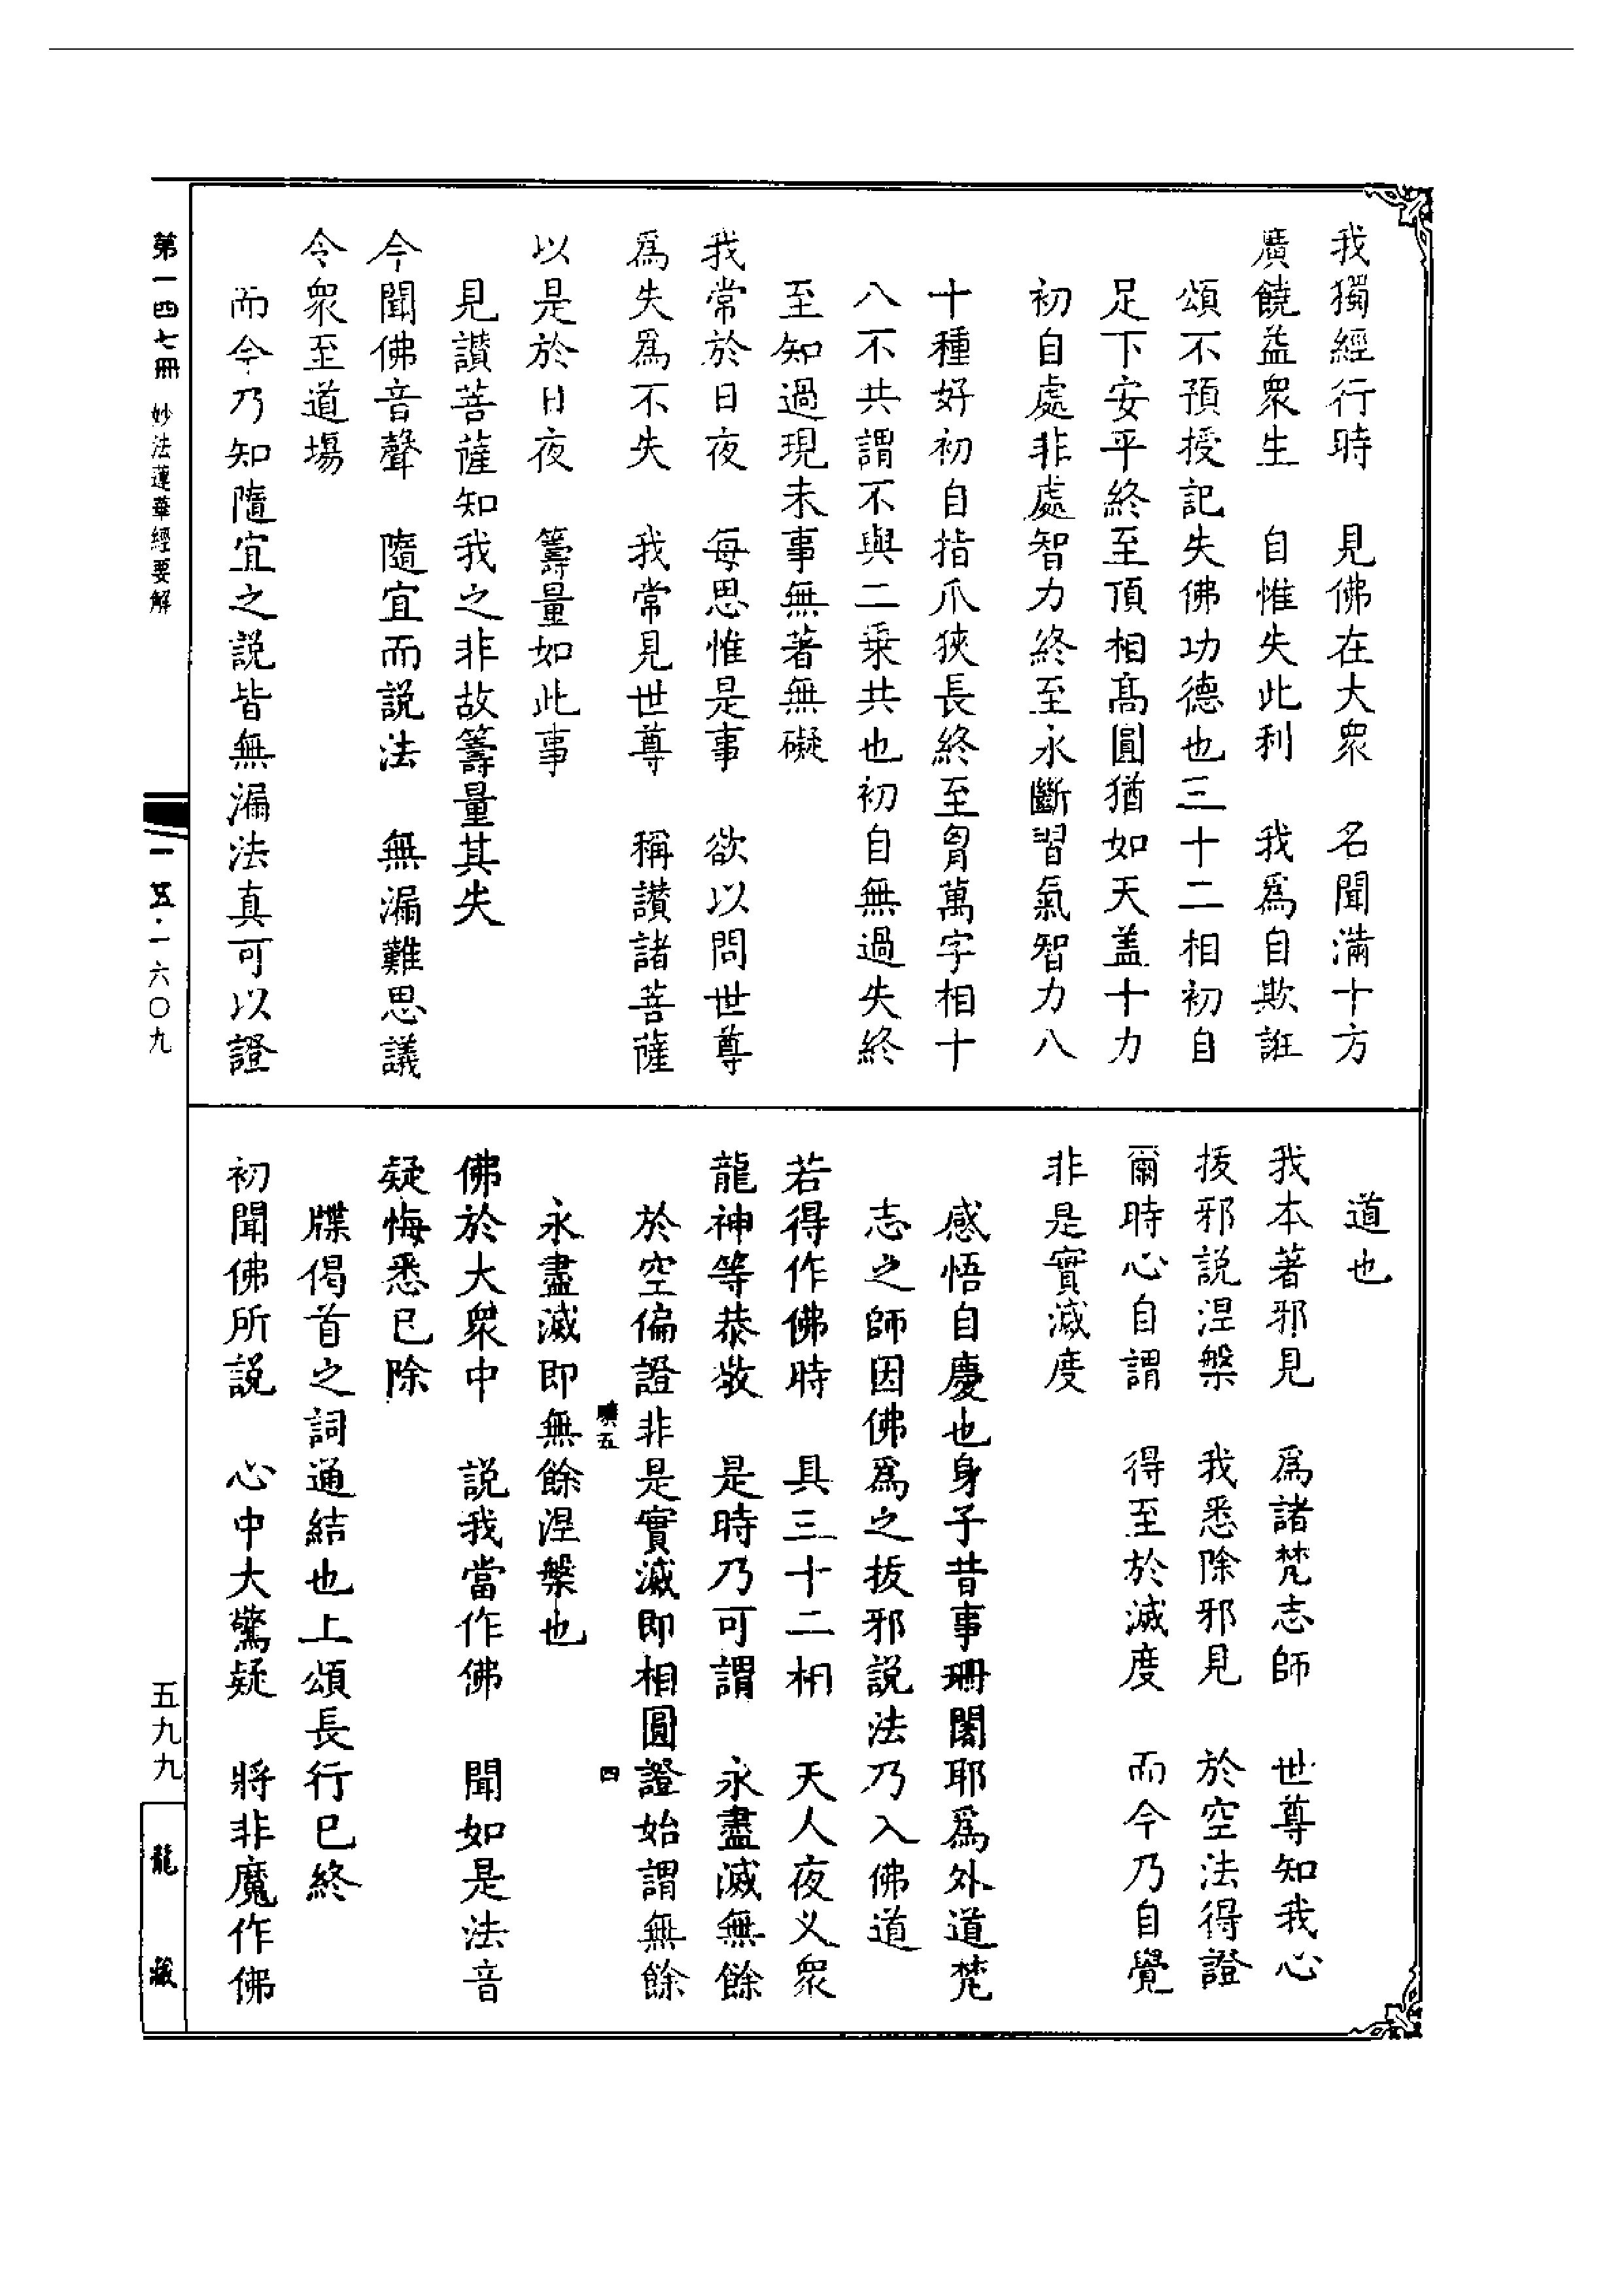 我獨經行時　見佛在大衆　名聞滿十方
廣饒益衆生　自惟失此利　我爲自欺誑
頌不預授記失佛功德也三十二相初自
足下安平終至頂相髙圓猶如天盖十力
初自處非處智力終至永斷習氣智力八
十種好初自指爪狹長終至胷萬字相十
八不共謂不與二乗共也初自無過失終
至知過現未事無著無礙
我常於日夜　每思惟是事　欲以問世尊
爲失爲不失　我常見世尊　稱讃諸菩薩
以是於日夜　籌量如此事
見讃菩薩知我之非故籌量其失
今聞佛音聲　隨宜而説法　無漏難思議
令衆至道場
而今乃知隨宜之説皆無漏法真可以證
道也
我本著邪見　爲諸梵志師　世尊知我心
拔邪説涅槃　我悉除邪見　於空法得證
爾時心自謂　得至於滅度　而今乃自覺
非是實滅度
感悟自慶也身子昔事珊闍耶爲外道梵
志之師因佛爲之拔邪説法乃入佛道
若得作佛時　具三十二相　天人夜义衆
龍神等恭敬　是時乃可謂　永盡滅無餘
於空偏證非是實滅即相圓證始謂無餘
曠五　四
永盡滅即無餘涅槃也
佛於大衆中　説我當作佛　聞如是法音
疑悔悉已除
牒偈首之詞通結也上頌長行已終
初聞佛所説　心中大驚疑　將非魔作佛
第一四七冊　妙法蓮華經要解
一五·一六〇九
五九九
龍藏